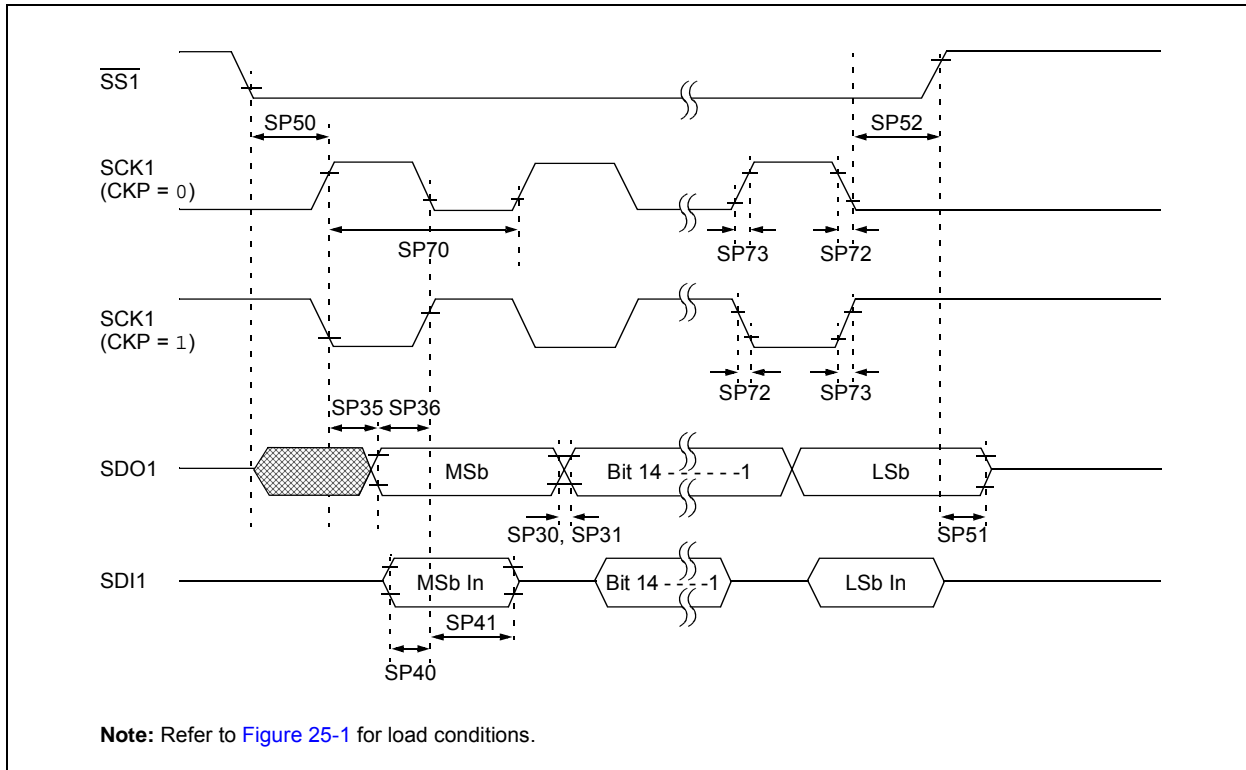 SS1
SP50
SP52
SCK1
(CKP = 0)
SP70
SP73
SP72
SCK1
(CKP = 1)
SP72
SP73
SP35 SP36
SDO1
MSb
Bit 14 - - - - - -1
LSb
SP30, SP31
SP51
SDI1
MSb In
Bit 14 - - - -1
LSb In
SP41
SP40
Note: Refer to Figure 25-1 for load conditions.